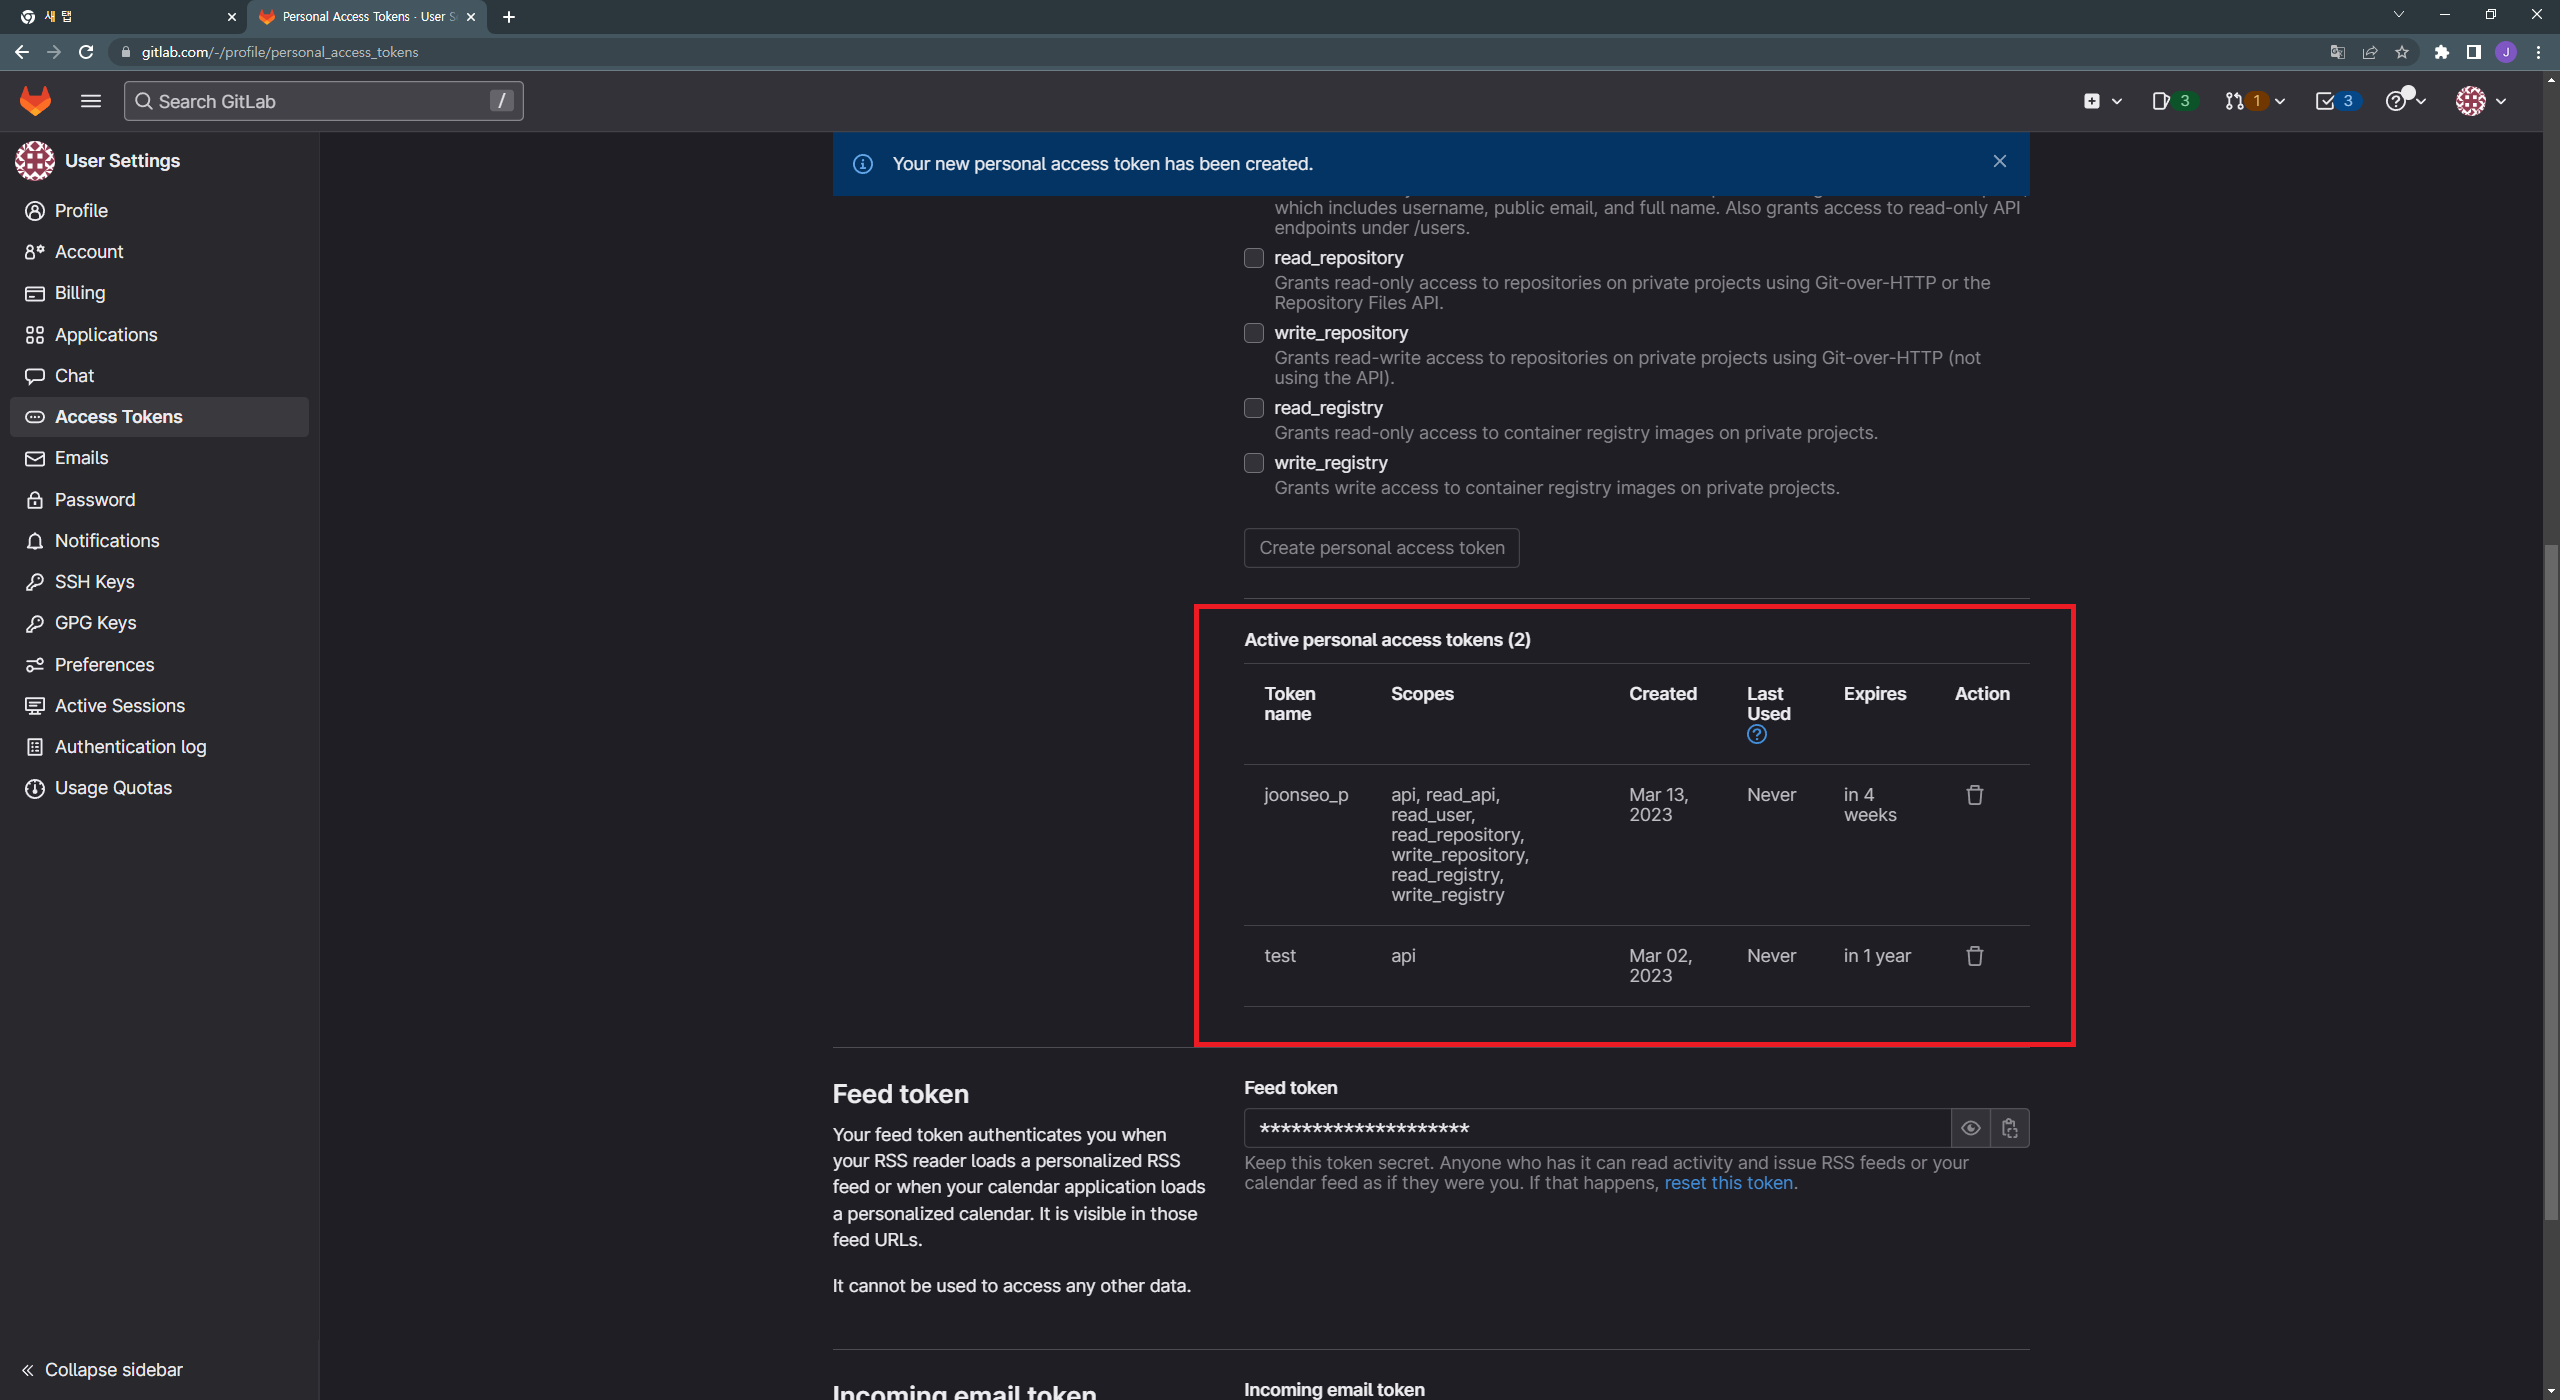 새 탭
Personal Access Tokens · User S
gitlab.com/-/profile/personal_access_tokens
J
Search GitLab
/
3
1
3
User Settings
Profile
Account
Billing
Applications
Chat
Access Tokens
Emails
Password
Notifications
SSH Keys
GPG Keys
Preferences
Active Sessions
Authentication log
Usage Quotas
Collapse sidebar
Your new personal access token has been created.
which includes username, public email, and full name. Also grants access to read-only API
endpoints under /users.
read_repository
Grants read-only access to repositories on private projects using Git-over-HTTP or the
Repository Files API.
write_repository
Grants read-write access to repositories on private projects using Git-over-HTTP (not
using the API).
read_registry
Grants read-only access to container registry images on private projects.
write_registry
Grants write access to container registry images on private projects.
Create personal access token
Active personal access tokens (2)
Token name Scopes Created Last Used Expires Action
joonseo_p api, read_api, Mar 13, Never in 4
read_user, 2023 weeks
read_repository,
write_repository,
read_registry,
write_registry
test api Mar 02, Never in 1 year
2023
Feed token
Your feed token authenticates you when
your RSS reader loads a personalized RSS
feed or when your calendar application loads
a personalized calendar. It is visible in those
feed URLs.
It cannot be used to access any other data.
Feed token
********************
Keep this token secret. Anyone who has it can read activity and issue RSS feeds or your
calendar feed as if they were you. If that happens, reset this token.
Incoming email token
Incoming email token